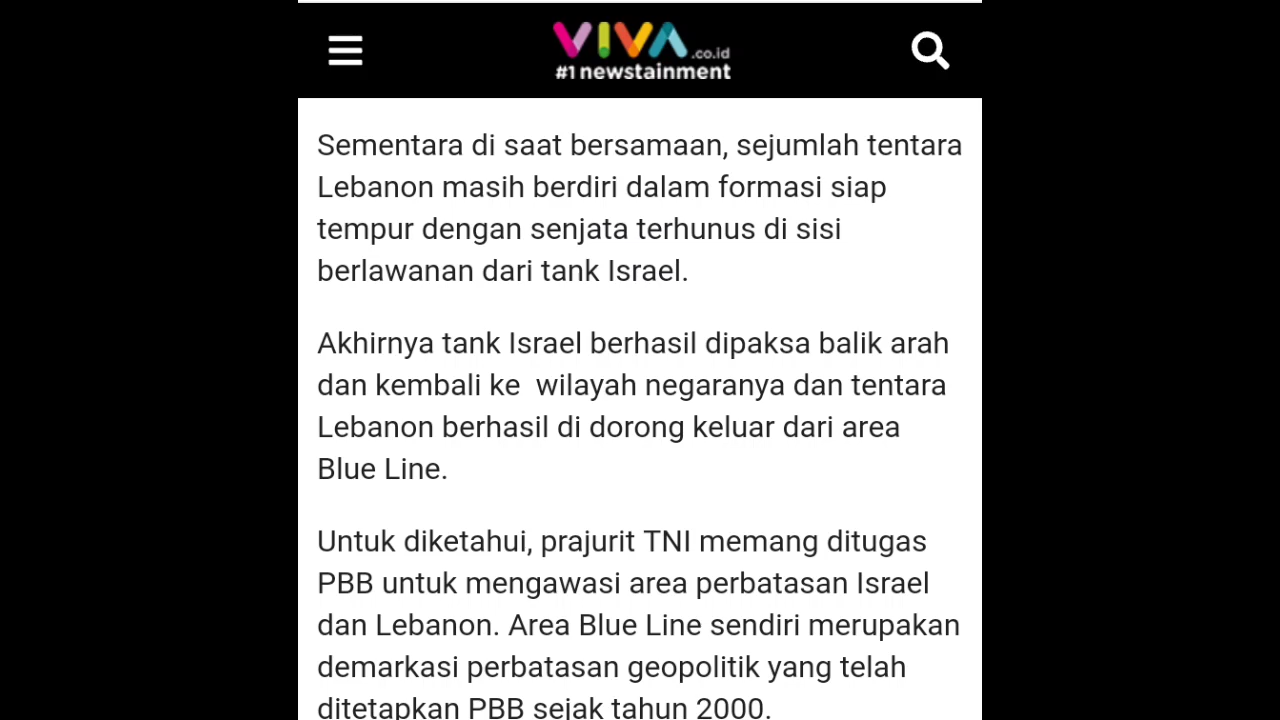 VIVA.co.id
#1 newstainment
Sementara di saat bersamaan, sejumlah tentara
Lebanon masih berdiri dalam formasi siap
tempur dengan senjata terhunus di sisi
berlawanan dari tank Israel.
Akhirnya tank Israel berhasil dipaksa balik arah
dan kembali ke  wilayah negaranya dan tentara
Lebanon berhasil di dorong keluar dari area
Blue Line.
Untuk diketahui, prajurit TNI memang ditugas
PBB untuk mengawasi area perbatasan Israel
dan Lebanon. Area Blue Line sendiri merupakan
demarkasi perbatasan geopolitik yang telah
ditetapkan PBB sejak tahun 2000.